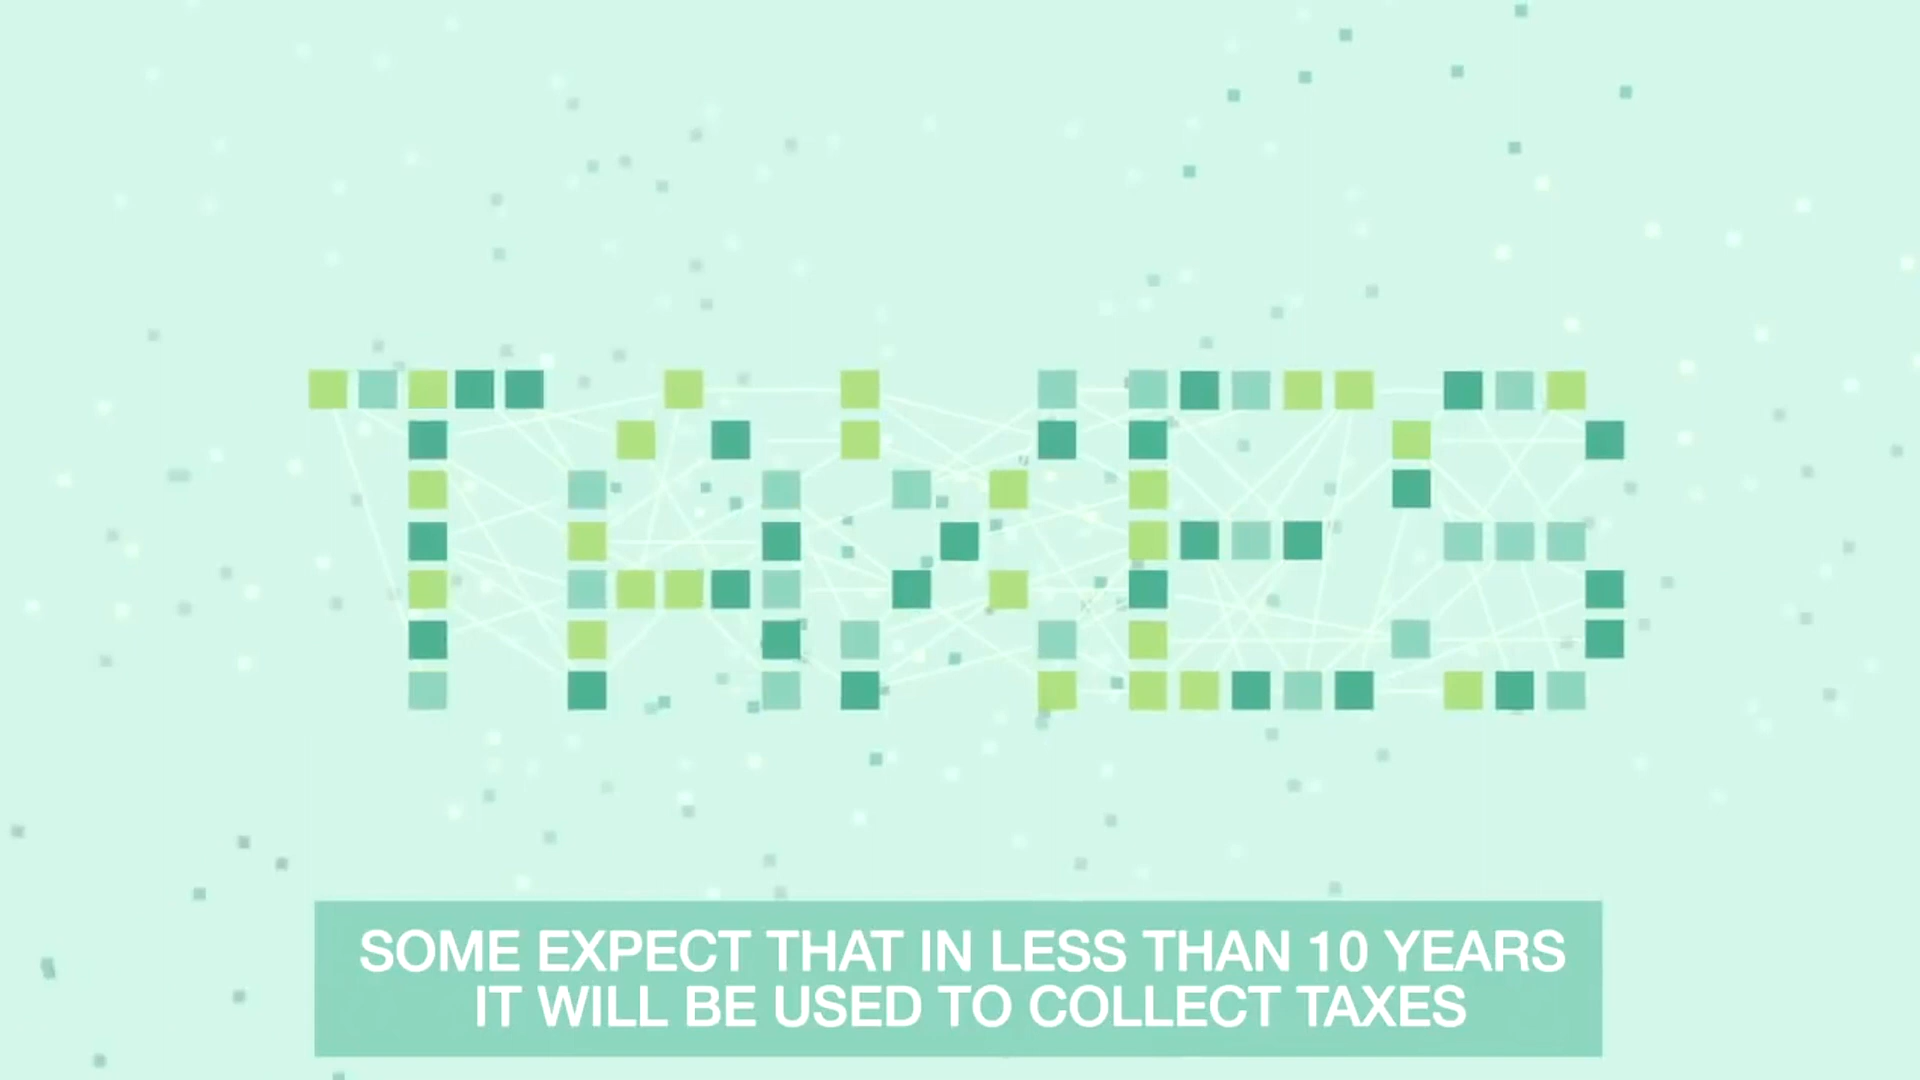 TAXES
SOME EXPECT THAT IN LESS THAN 10 YEARS
IT WILL BE USED TO COLLECT TAXES